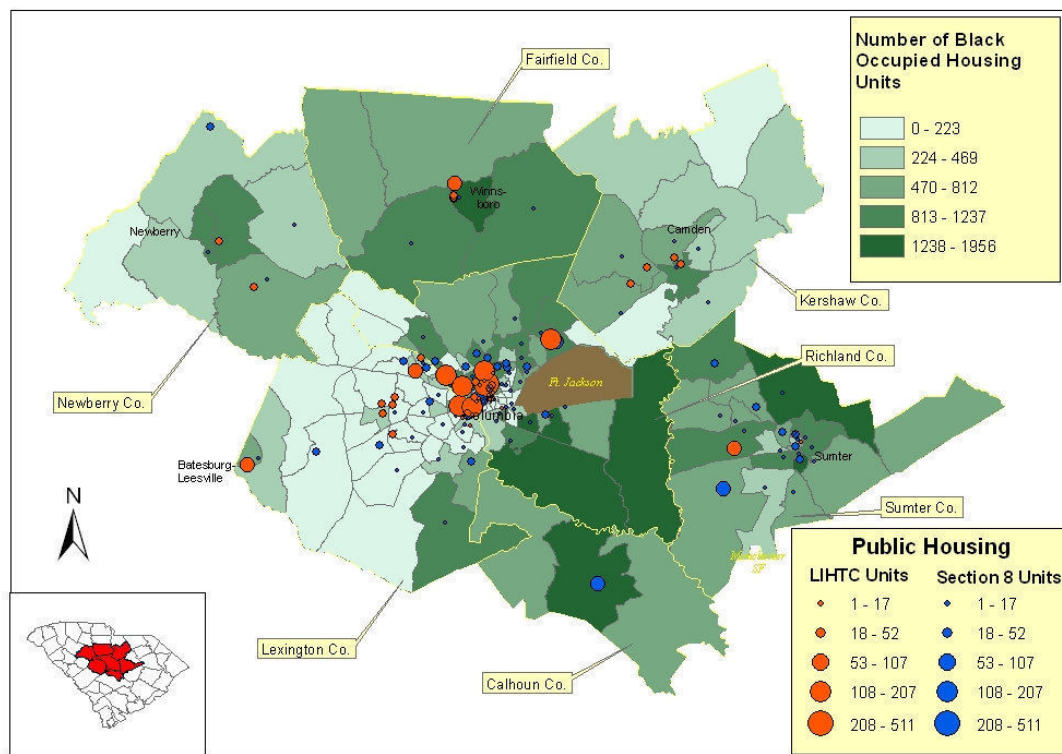 Number of Black
Occupied Housing
Units
0 - 223
224 - 469
470 - 812
813 - 1237
1238 - 1956
Fairfield Co.
Winns-
boro
Newberry
Camden
Kershaw Co.
Richland Co.
Ft. Jackson
Newberry Co.
Columbia
Batesburg-
Leesville
Sumter
N
Sumter Co.
SF
Lexington Co.
Calhoun Co.
Public Housing
LIHTC Units Section 8 Units
1 - 17 1 - 17
18 - 52 18 - 52
53 - 107 53 - 107
108 - 207 108 - 207
208 - 511 208 - 511